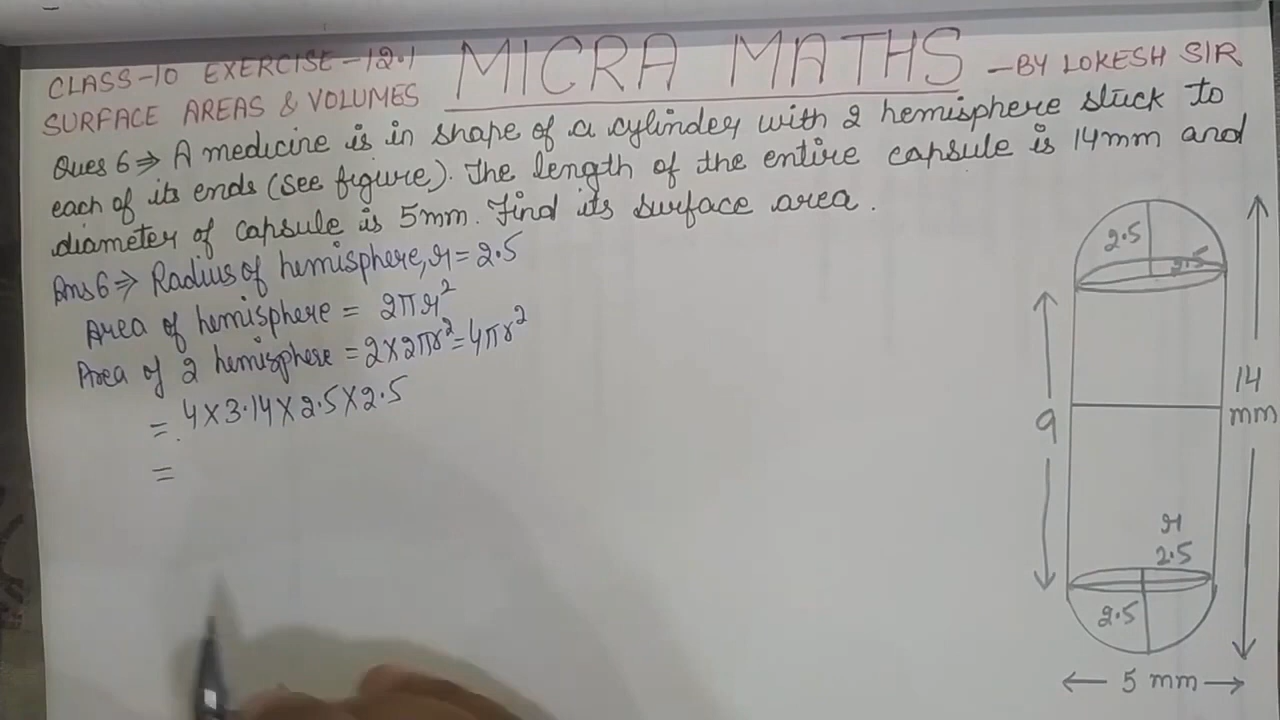 CLASS-10 EXERCISE-12.1
SURFACE AREAS & VOLUMES
MICRA MATHS
-BY LOKESH SIR
Ques 6⇒ A medicine is in shape of a cylinder with 2 hemisphere stuck to
each of its ends (see figure). The length of the entire capsule is 14mm and
diameter of capsule is 5mm. Find its surface area.
Ans6⇒ Radius of hemisphere, r = 2.5
Area of hemisphere = 2πr²
Area of 2 hemisphere = 2×2πr² = 4πr²
= 4×3.14×2.5×2.5
=
2.5
2.5
9
14
mm
r
2.5
2.5
5 mm